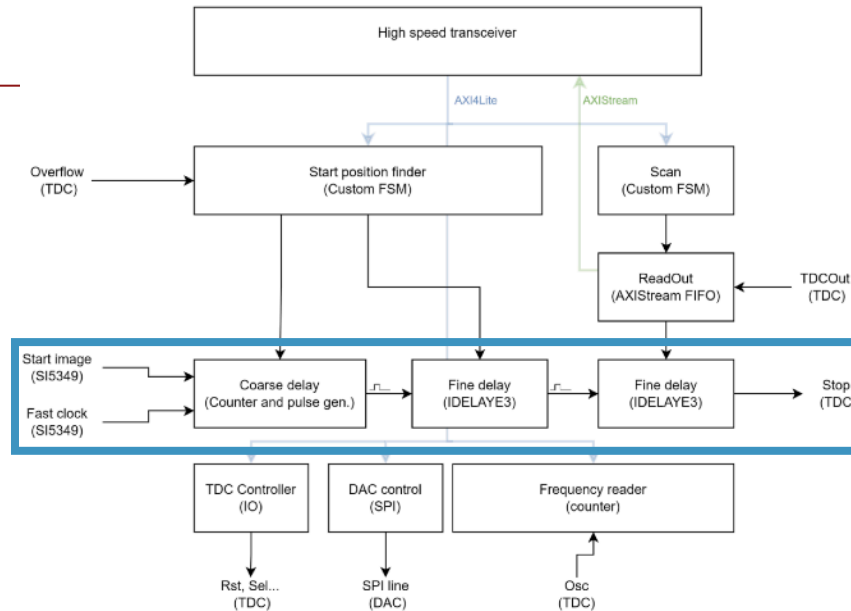 High speed transceiver
AXI4Lite
AXIStream
Overflow
(TDC)
Start position finder
(Custom FSM)
Scan
(Custom FSM)
ReadOut
(AXIStream FIFO)
TDCOut
(TDC)
Start image
(SI5349)
Fast clock
(SI5349)
Coarse delay
(Counter and pulse gen.)
Fine delay
(IDELAYE3)
Fine delay
(IDELAYE3)
Stop
(TDC
TDC Controller
(IO)
DAC control
(SPI)
Frequency reader
(counter)
Rst, Sel...
(TDC)
SPI line
(DAC)
Osc
(TDC)